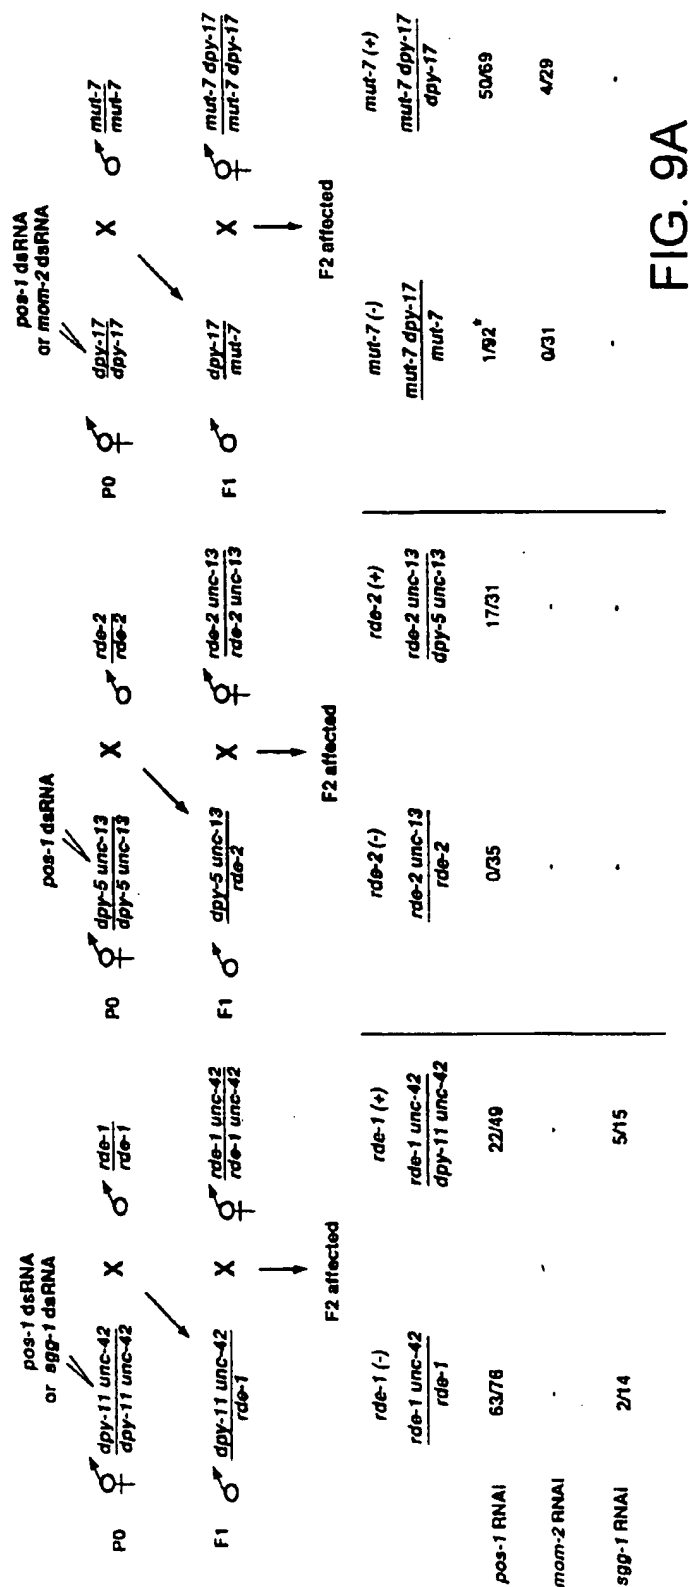 pos-1 dsRNA
or sgg-1 dsRNA
P0 dpy-11 unc-42 X rde-1
dpy-11 unc-42 rde-1
F1 dpy-11 unc-42 X rde-1 unc-42
rde-1 rde-1 unc-42
F2 affected
pos-1 dsRNA
P0 dpy-5 unc-13 X rde-2
dpy-5 unc-13 rde-2
F1 dpy-5 unc-13 X rde-2 unc-13
rde-2 rde-2 unc-13
F2 affected
pos-1 dsRNA
or mom-2 dsRNA
P0 dpy-17 X mut-7
dpy-17 mut-7
F1 dpy-17 X mut-7 dpy-17
mut-7 mut-7 dpy-17
F2 affected
rde-1 (-) rde-1 (+) rde-2 (-) rde-2 (+) mut-7 (-) mut-7 (+)
rde-1 unc-42 rde-1 unc-42 rde-2 unc-13 rde-2 unc-13 mut-7 dpy-17 mut-7 dpy-17
rde-1 dpy-11 unc-42 rde-2 dpy-5 unc-13 mut-7 dpy-17
pos-1 RNAi 63/76 22/49 0/35 17/31 1/92* 50/69
mom-2 RNAi - - - - 0/31 4/29
sgg-1 RNAi 2/14 5/15 - - - -
FIG. 9A